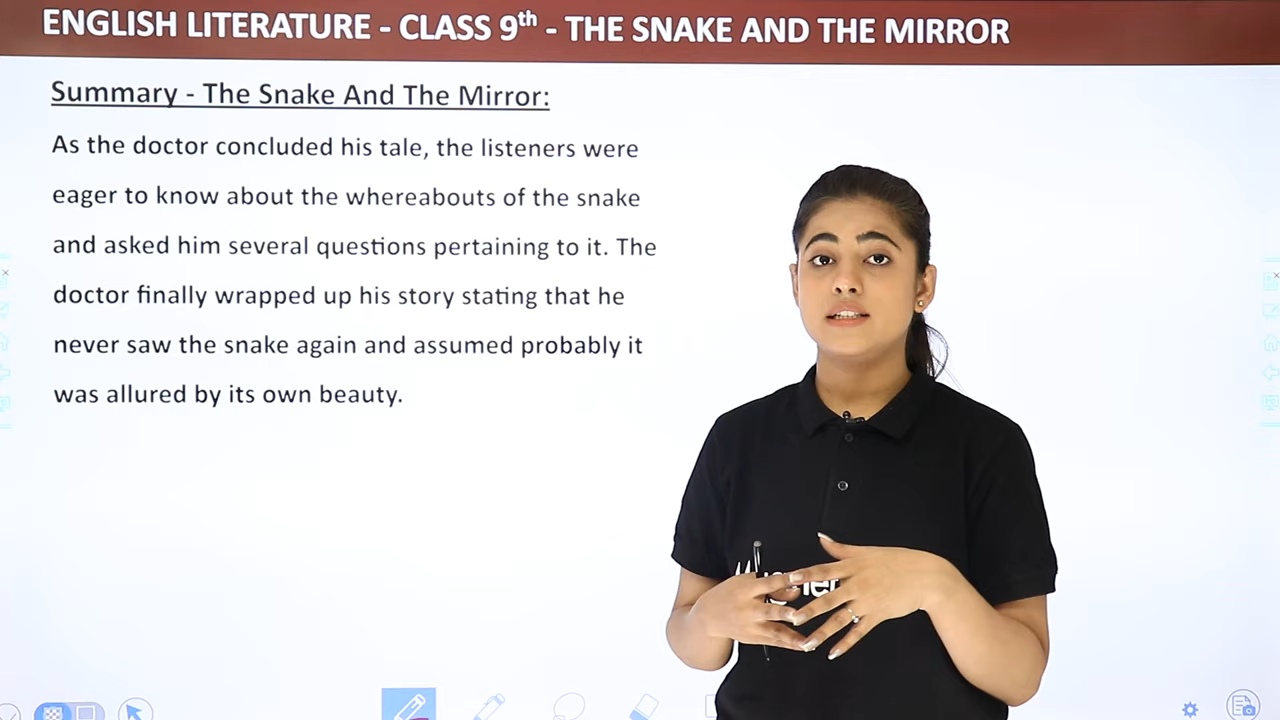 ENGLISH LITERATURE - CLASS 9th - THE SNAKE AND THE MIRROR
Summary - The Snake And The Mirror:
As the doctor concluded his tale, the listeners were
eager to know about the whereabouts of the snake
and asked him several questions pertaining to it. The
doctor finally wrapped up his story stating that he
never saw the snake again and assumed probably it
was allured by its own beauty.